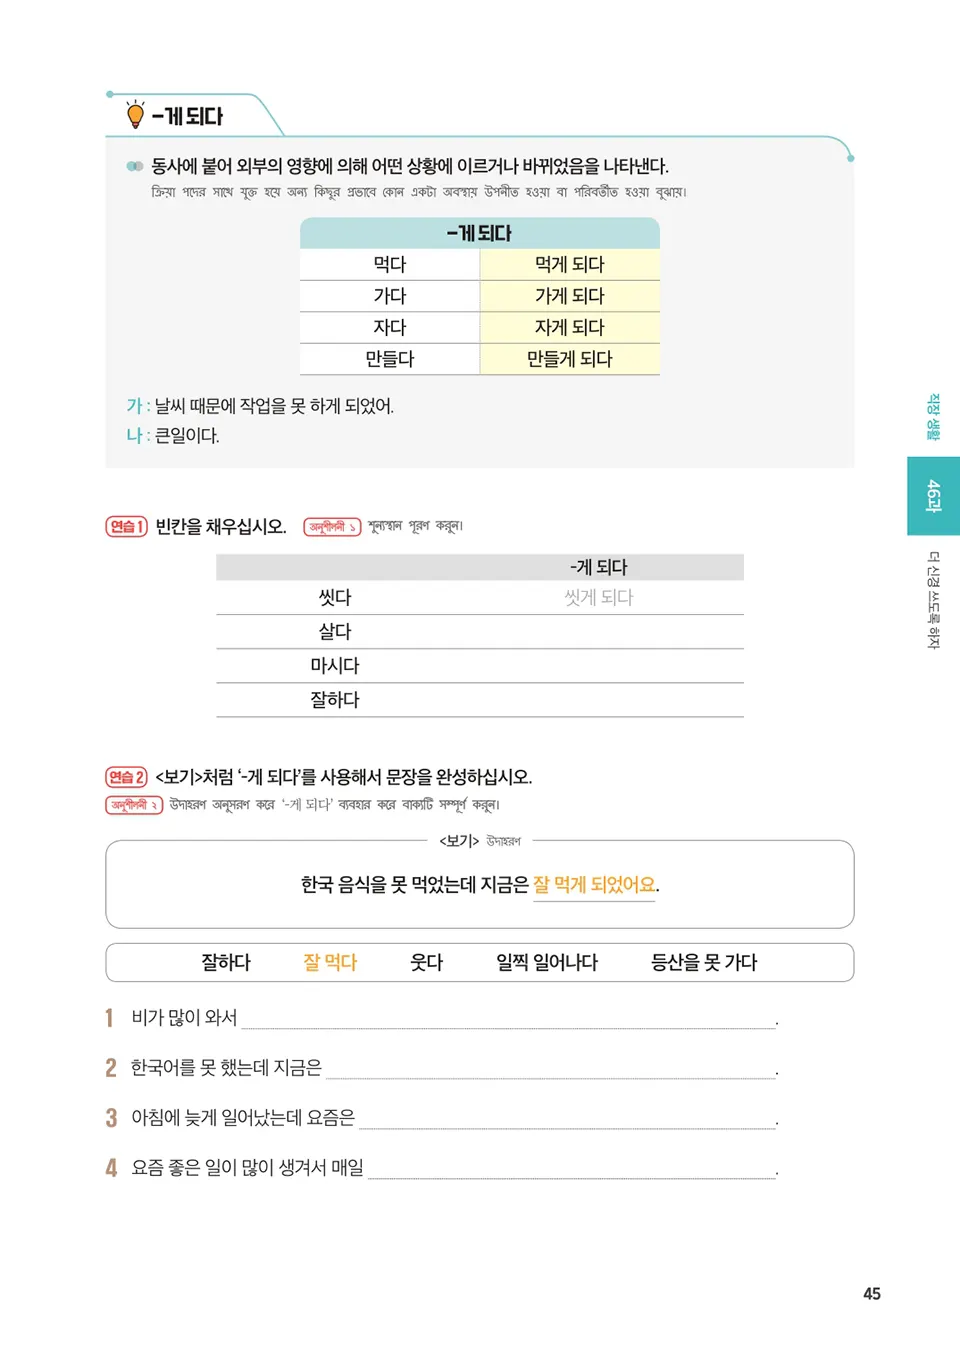 -게 되다
동사에 붙어 외부의 영향에 의해 어떤 상황에 이르거나 바뀌었음을 나타낸다.
ক্রিয়া পদের সাথে যুক্ত হয়ে অন্য কিছুর প্রভাবে কোন একটা অবস্থায় উপনীত হওয়া বা পরিবর্তীত হওয়া বুঝায়।
-게 되다
먹다 먹게 되다
가다 가게 되다
자다 자게 되다
만들다 만들게 되다
가 : 날씨 때문에 작업을 못 하게 되었어.
나 : 큰일이다.
직장 생활
46과
더 신경 쓰도록 하자
연습 1 빈칸을 채우십시오. অনুশীলনী ১ শূন্যস্থান পূরণ করুন।
-게 되다
씻다 씻게 되다
살다
마시다
잘하다
연습 2 <보기>처럼 '-게 되다'를 사용해서 문장을 완성하십시오.
অনুশীলনী ২ উদাহরণ অনুসরণ করে '-게 되다' ব্যবহার করে বাক্যটি সম্পূর্ণ করুন।
<보기> উদাহরণ
한국 음식을 못 먹었는데 지금은 잘 먹게 되었어요.
잘하다 잘 먹다 웃다 일찍 일어나다 등산을 못 가다
1 비가 많이 와서 .
2 한국어를 못 했는데 지금은 .
3 아침에 늦게 일어났는데 요즘은 .
4 요즘 좋은 일이 많이 생겨서 매일 .
45